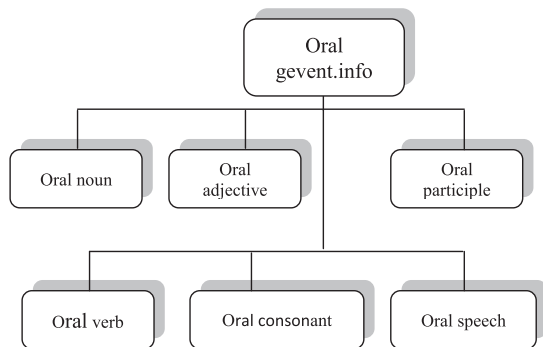 Oral
gevent.info
Oral noun
Oral
adjective
Oral
participle
Oral verb
Oral consonant
Oral speech